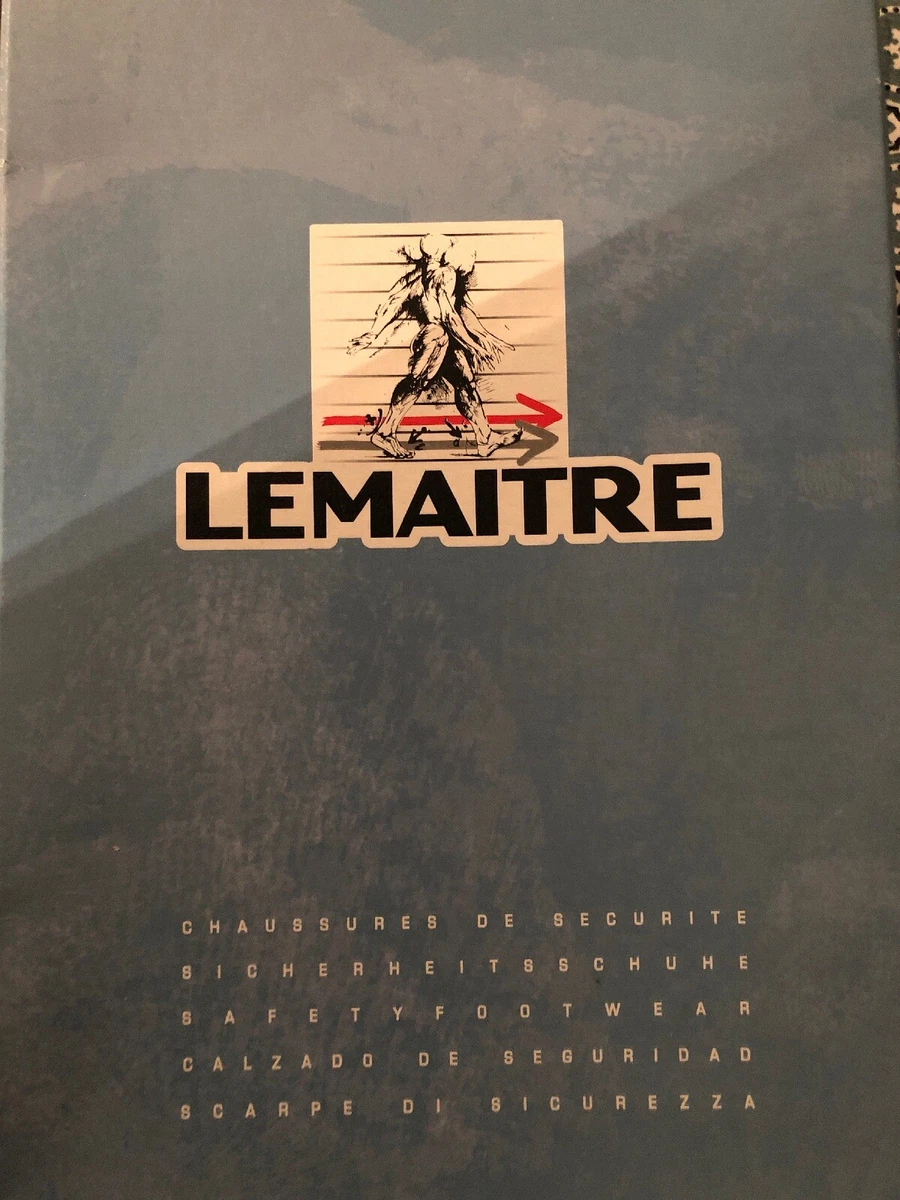 LEMAITRE
CHAUSSURES DE SECURITE
SICHERHEITSSCHUHE
SAFETYFOOTWEAR
CALZADO DE SEGURIDAD
SCARPE DI SICUREZZA